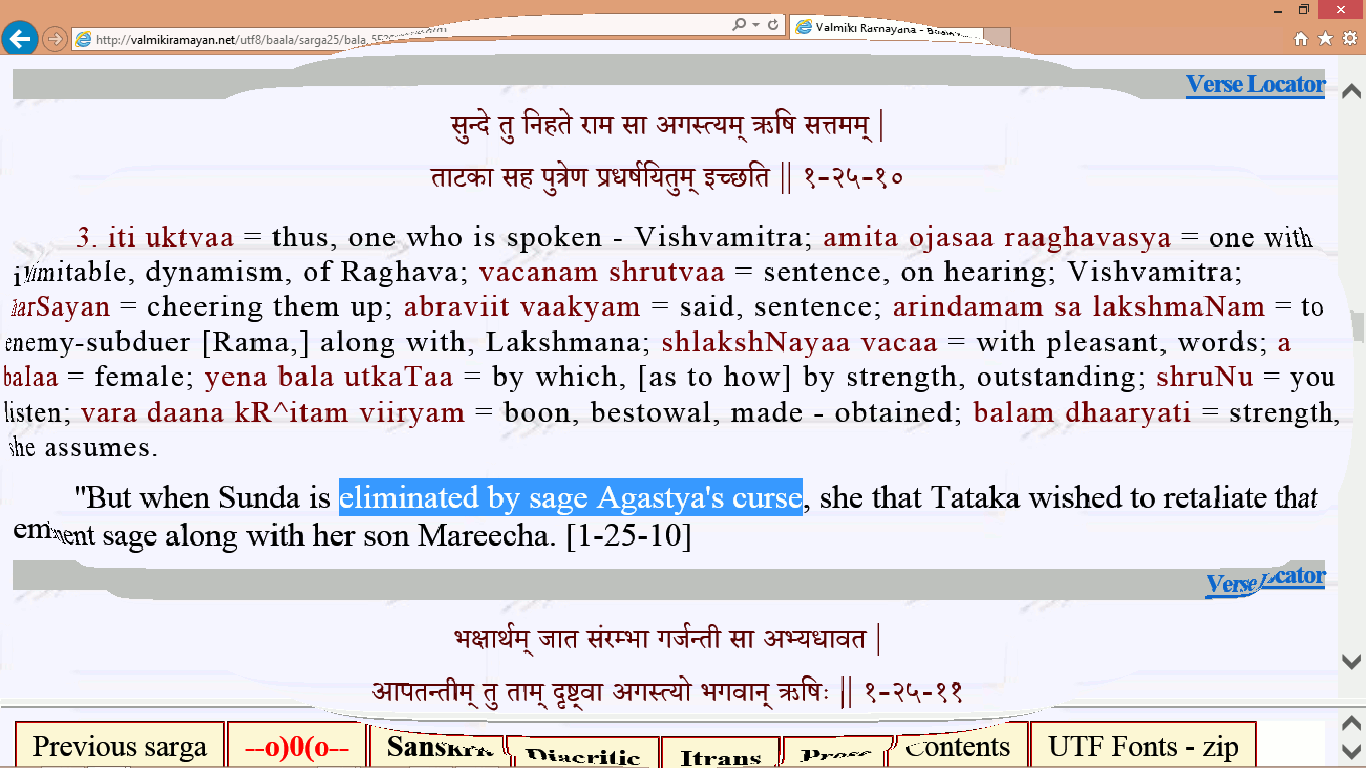 http://valmikiramayan.net/utf8/baala/sarga25/bala_
Valmiki Ramayana -
Verse Locator
सुन्दे तु निहते राम सा अगस्त्यम् ऋषि सत्तमम् |
ताटका सह पुत्रेण प्रधर्षयितुम् इच्छति || १-२५-१०
3. iti uktvaa = thus, one who is spoken - Vishvamitra; amita ojasaa raaghavasya = one with
illimitable, dynamism, of Raghava; vacanam shrutvaa = sentence, on hearing; Vishvamitra;
harSayan = cheering them up; abraviit vaakyam = said, sentence; arindamam sa lakshmaNam = to
enemy-subduer [Rama,] along with, Lakshmana; shlakshNayaa vacaa = with pleasant, words; a
balaa = female; yena bala utkaTaa = by which, [as to how] by strength, outstanding; shruNu = you
listen; vara daana kR^itam viiryam = boon, bestowal, made - obtained; balam dhaaryati = strength,
she assumes.
"But when Sunda is eliminated by sage Agastya's curse, she that Tataka wished to retaliate that
eminent sage along with her son Mareecha. [1-25-10]
Verse Locator
भक्षार्थम् जात संरम्भा गर्जन्ती सा अभ्यधावत |
आपतन्तीम् तु ताम् दृष्ट्वा अगस्त्यो भगवान् ऋषिः || १-२५-११
Previous sarga --o)0(o-- Sanskrit Diacritic Itrans Prose Contents UTF Fonts - zip